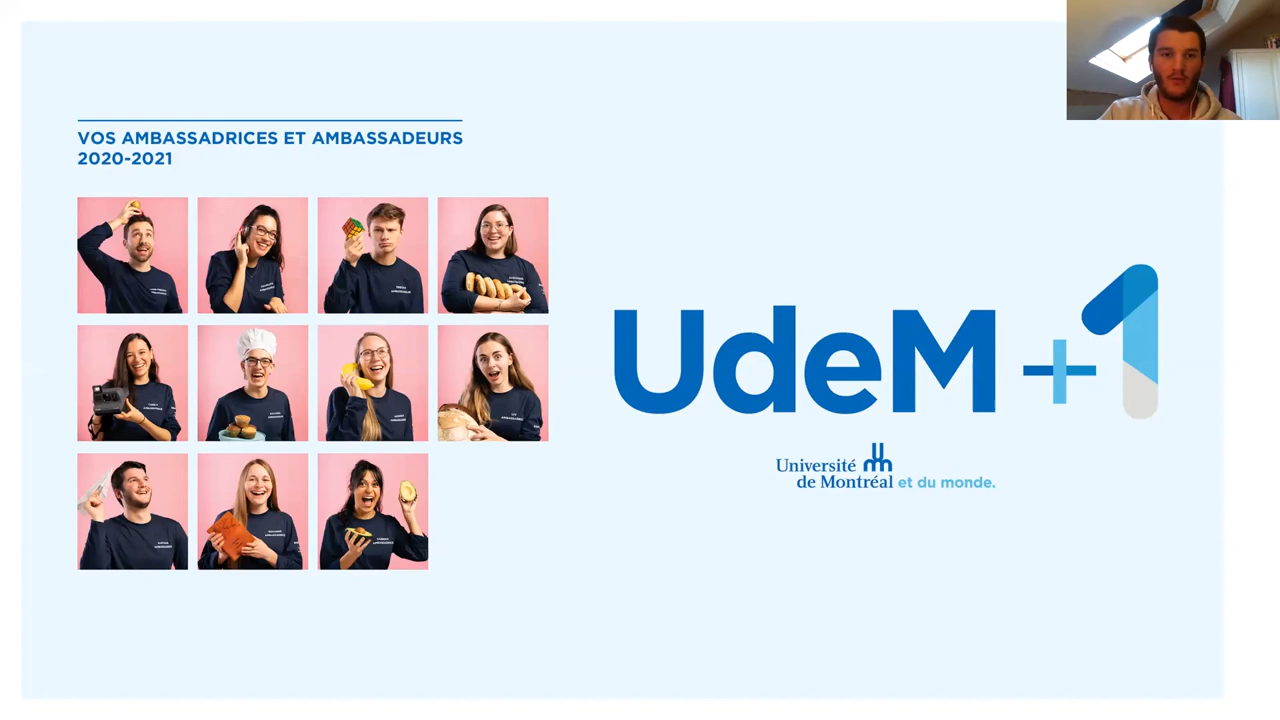 VOS AMBASSADRICES ET AMBASSADEURS
2020-2021
UdeM +1
Université
de Montréal et du monde.